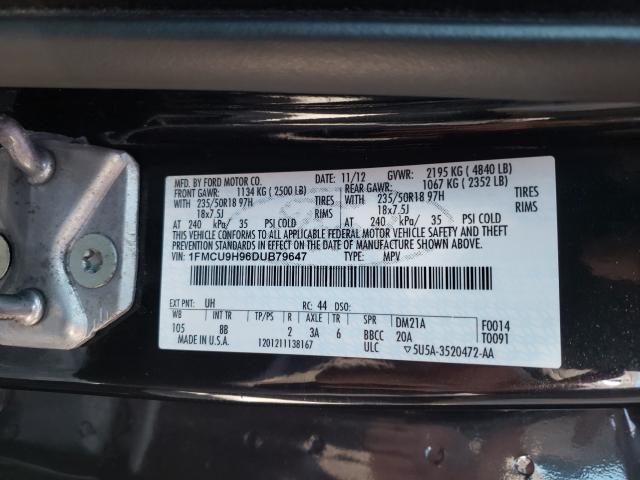 MFD. BY FORD MOTOR CO. 11/12 GVWR: 2195 KG ( 4840 LB)
FRONT GAWR: 1134 KG ( 2500 LB) REAR GAWR: 1067 KG ( 2352 LB)
WITH 235/50R18 97H TIRES WITH 235/50R18 97H TIRES
18x7.5J RIMS 18x7.5J RIMS
AT 240 kPa/ 35 PSI COLD AT 240 kPa/ 35 PSI COLD
THIS VEHICLE CONFORMS TO ALL APPLICABLE FEDERAL MOTOR VEHICLE SAFETY AND THEFT
PREVENTION STANDARDS IN EFFECT ON THE DATE OF MANUFACTURE SHOWN ABOVE.
VIN: 1FMCU9H96DUB79647 TYPE: MPV
EXT PNT: UH RC: 44 DSO:
WB INT TR TP/PS R AXLE TR SPR DM21A F0014
105 BB 2 3A 6 BBCC 20A T0091
MADE IN U.S.A. 1201211138167 ULC 5U5A-3520472-AA